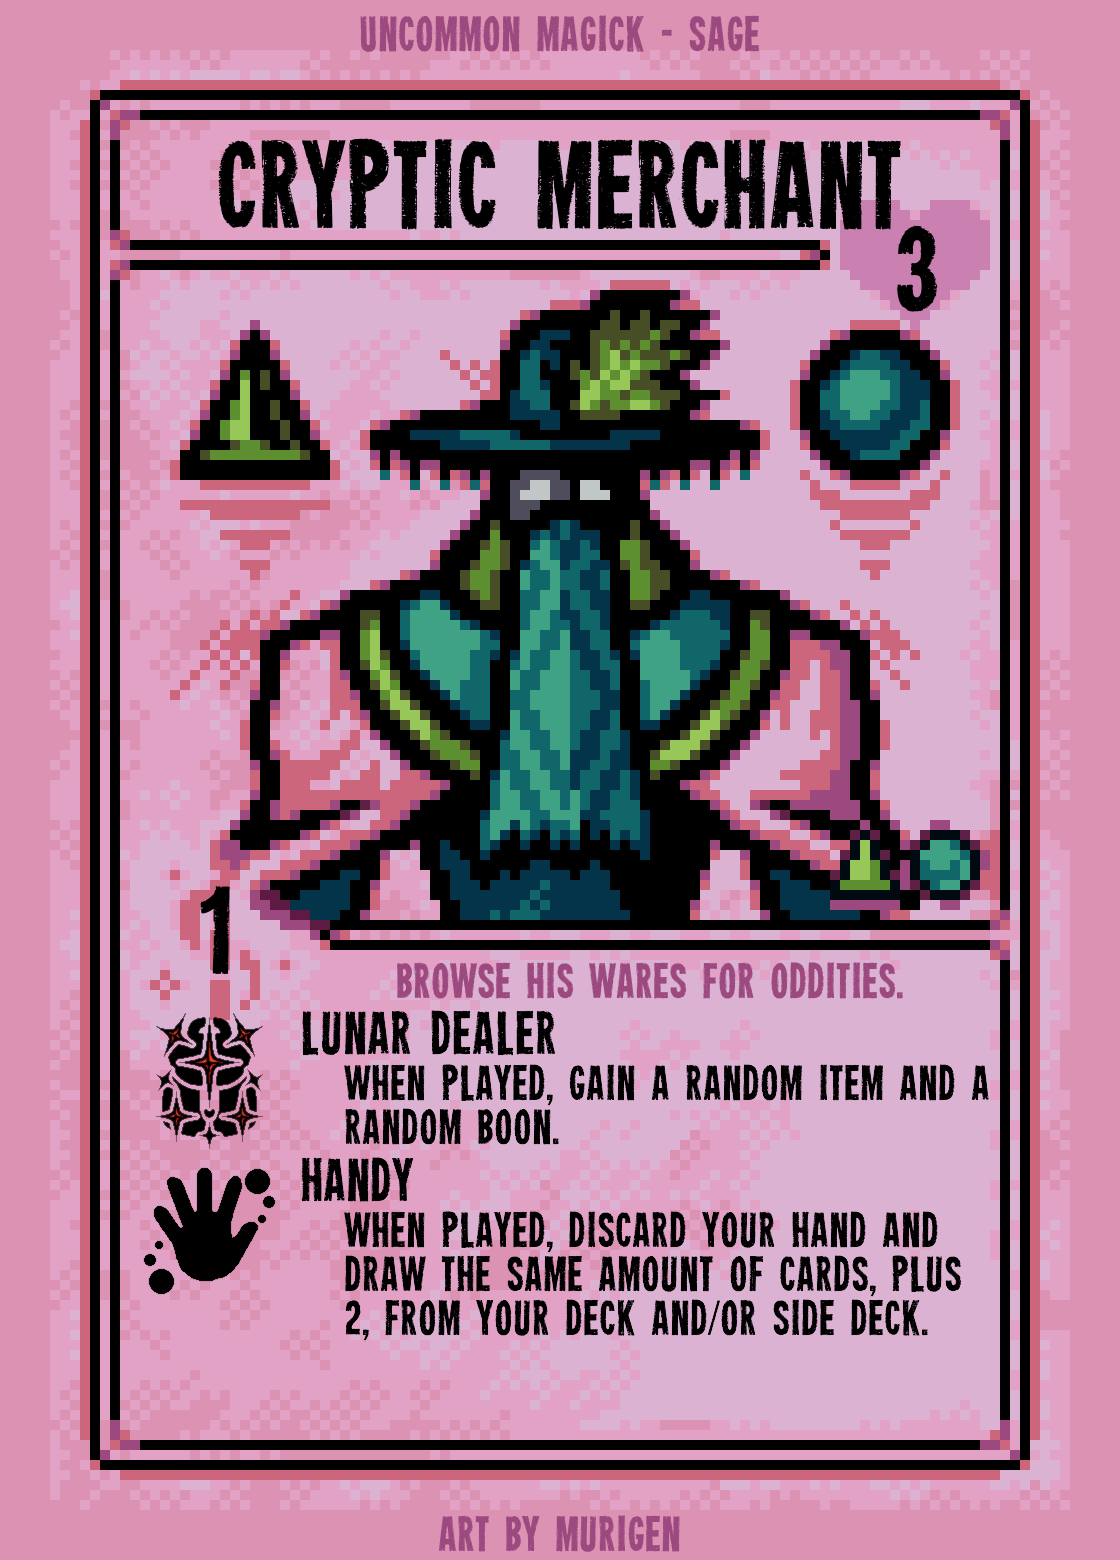 UNCOMMON MAGICK - SAGE
CRYPTIC MERCHANT
3
1
BROWSE HIS WARES FOR ODDITIES.
LUNAR DEALER
WHEN PLAYED, GAIN A RANDOM ITEM AND A
RANDOM BOON.
HANDY
WHEN PLAYED, DISCARD YOUR HAND AND
DRAW THE SAME AMOUNT OF CARDS, PLUS
2, FROM YOUR DECK AND/OR SIDE DECK.
ART BY MURIGEN